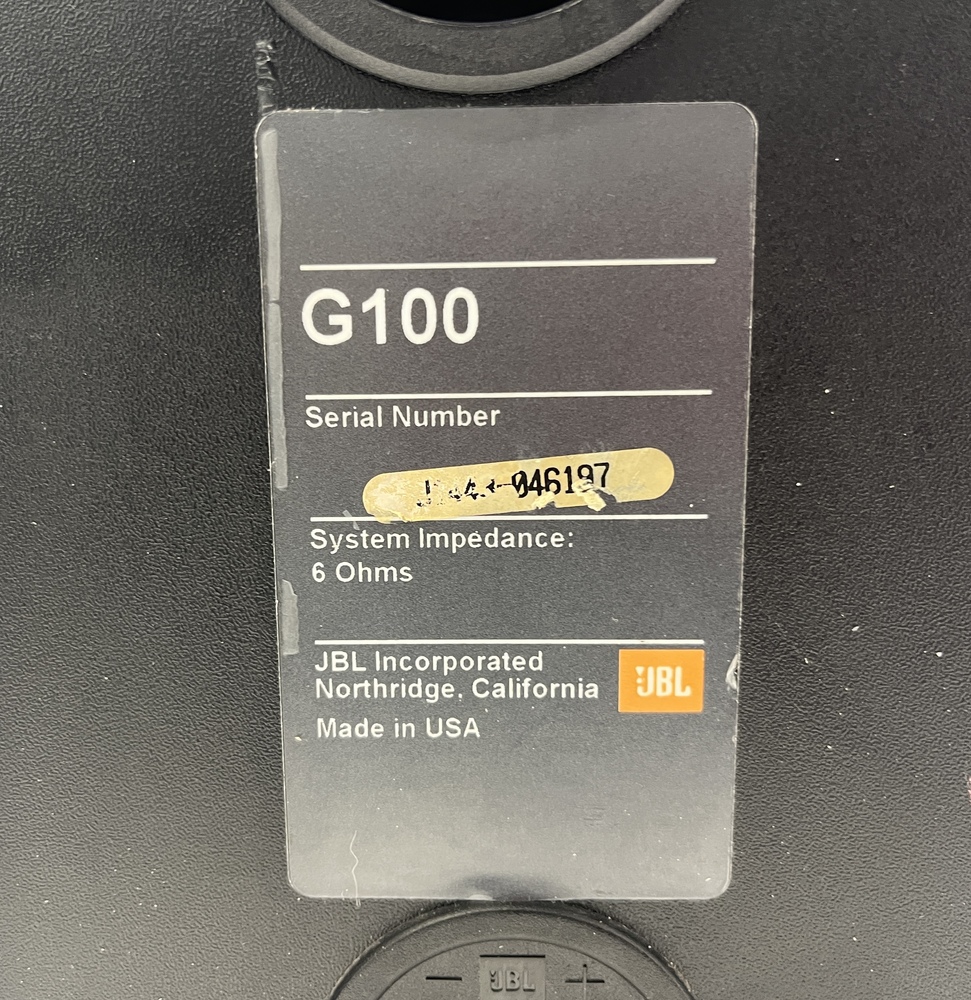 G100
Serial Number
046197
System Impedance:
6 Ohms
JBL Incorporated
Northridge, California
JBL
Made in USA
− JBL +